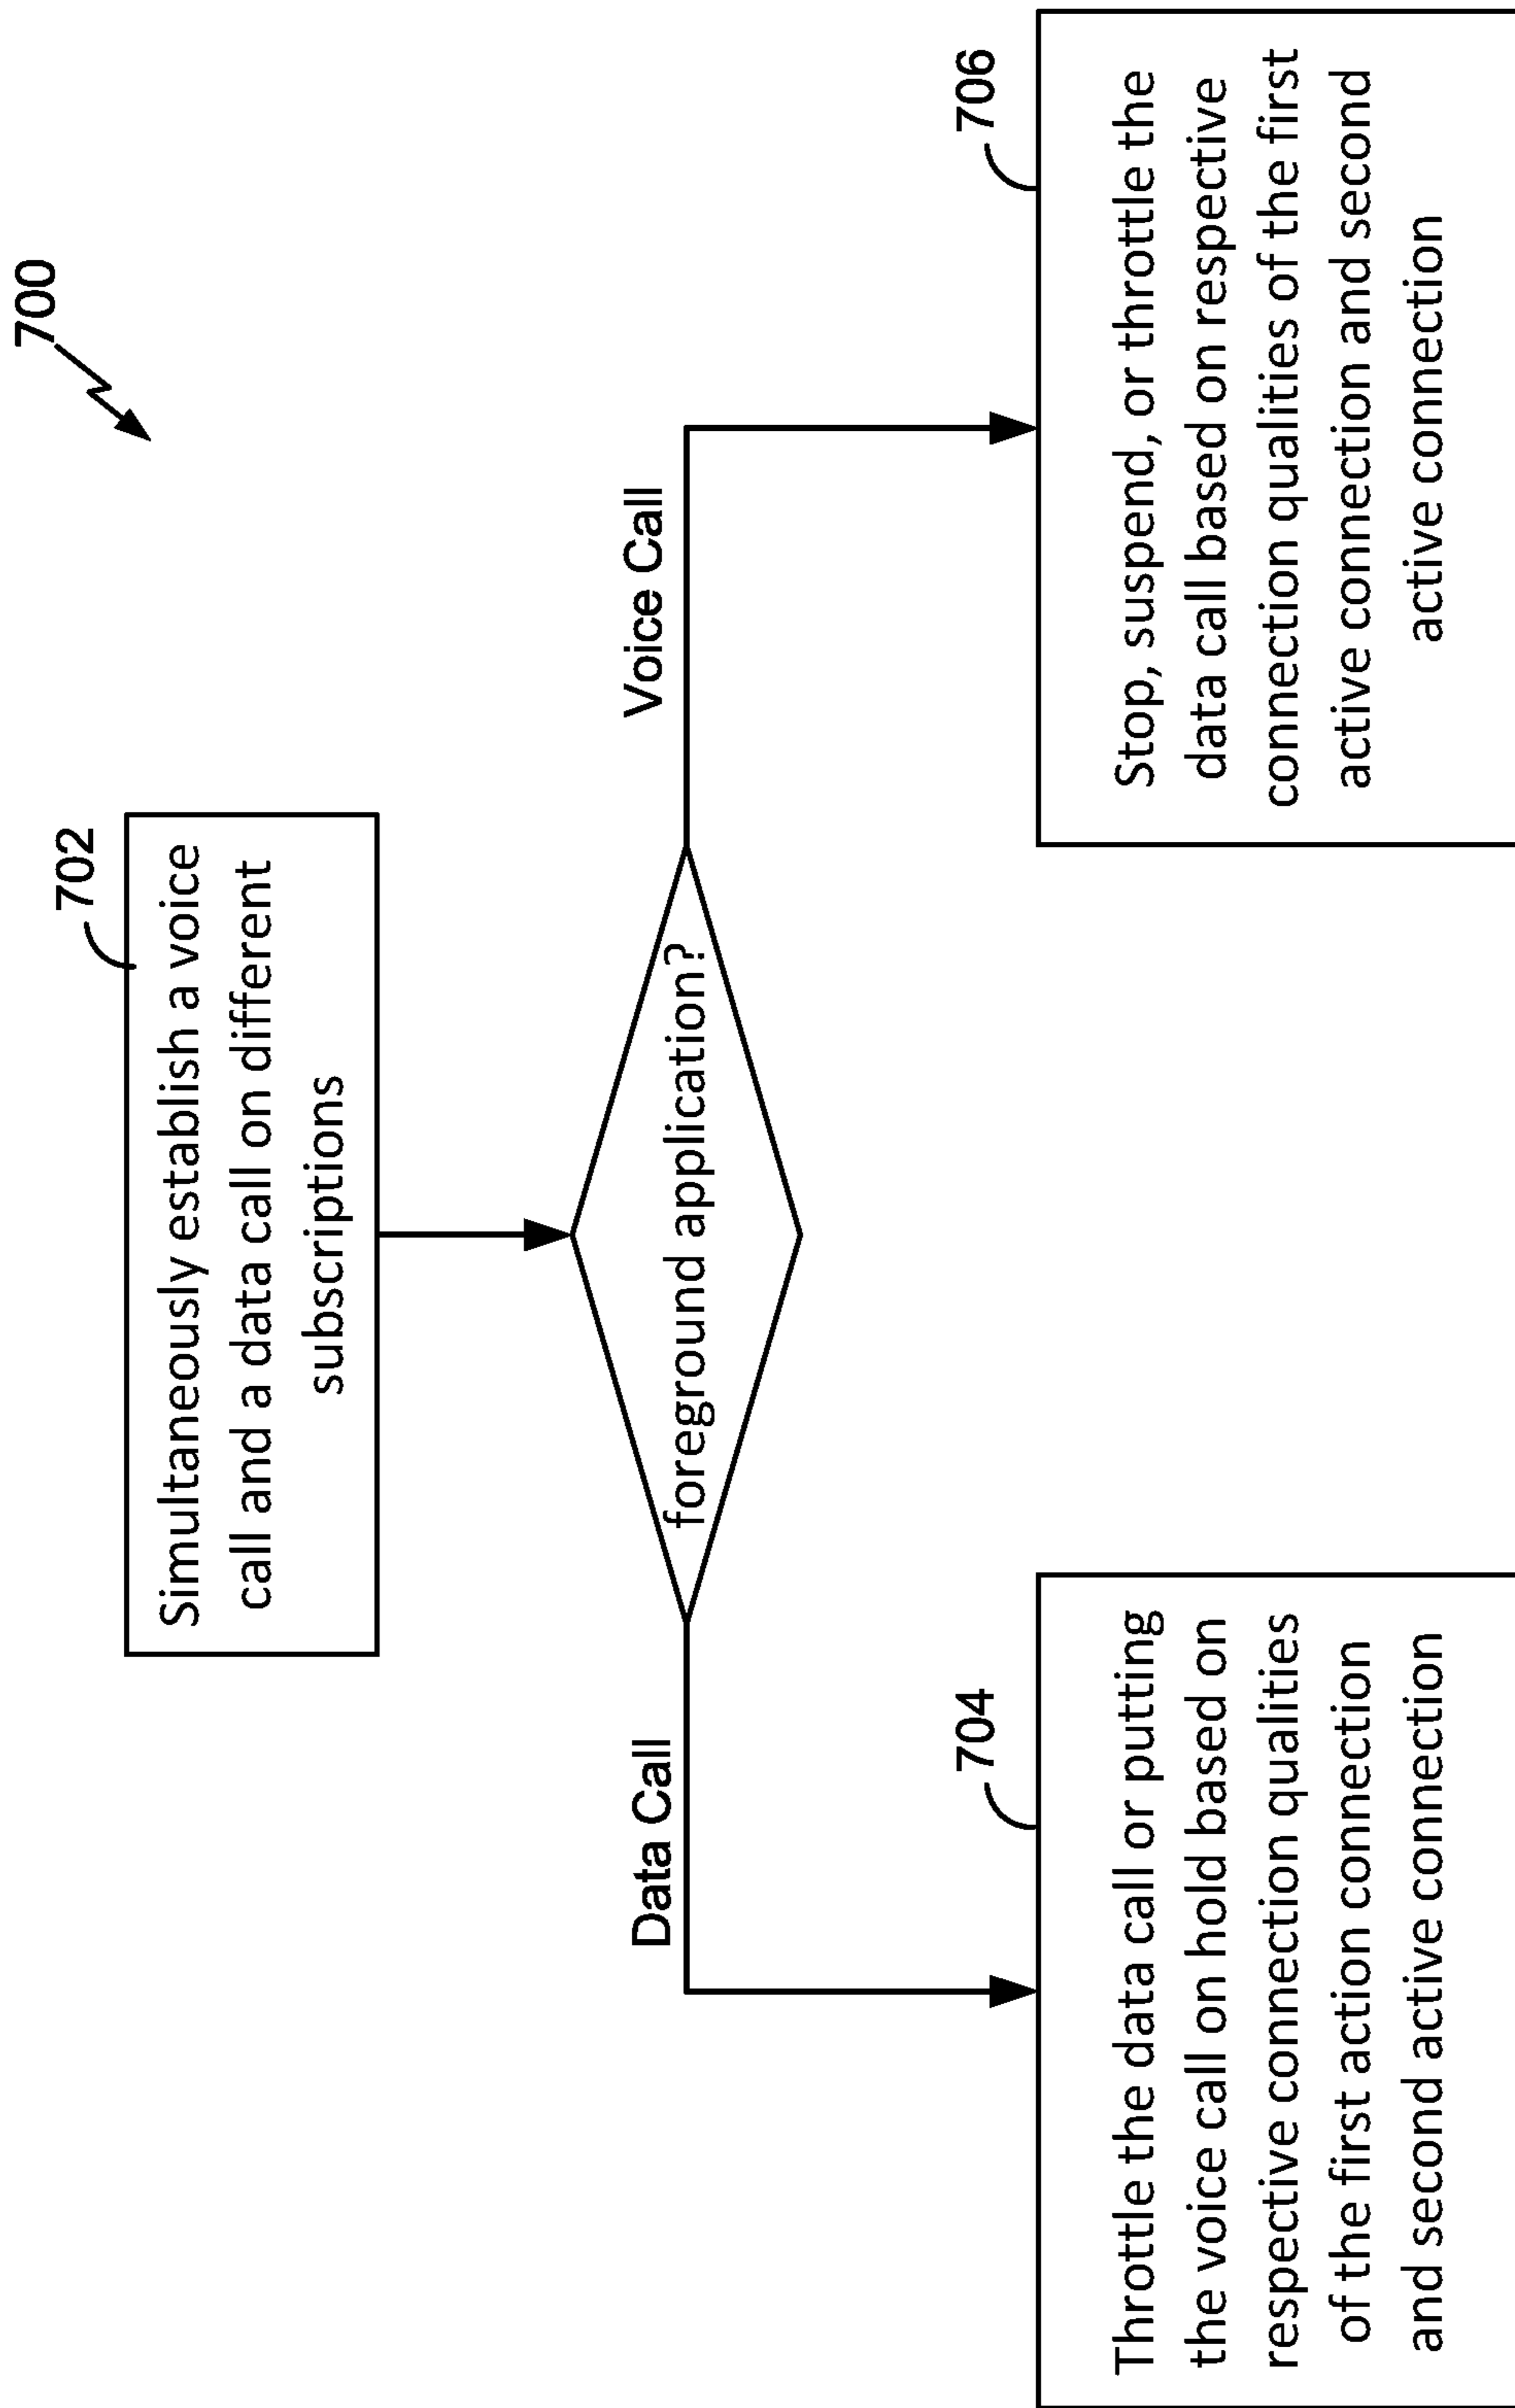 700
702
Simultaneously establish a voice
call and a data call on different
subscriptions
foreground application?
Data Call
Voice Call
704
Throttle the data call or putting
the voice call on hold based on
respective connection qualities
of the first action connection
and second active connection
706
Stop, suspend, or throttle the
data call based on respective
connection qualities of the first
active connection and second
active connection